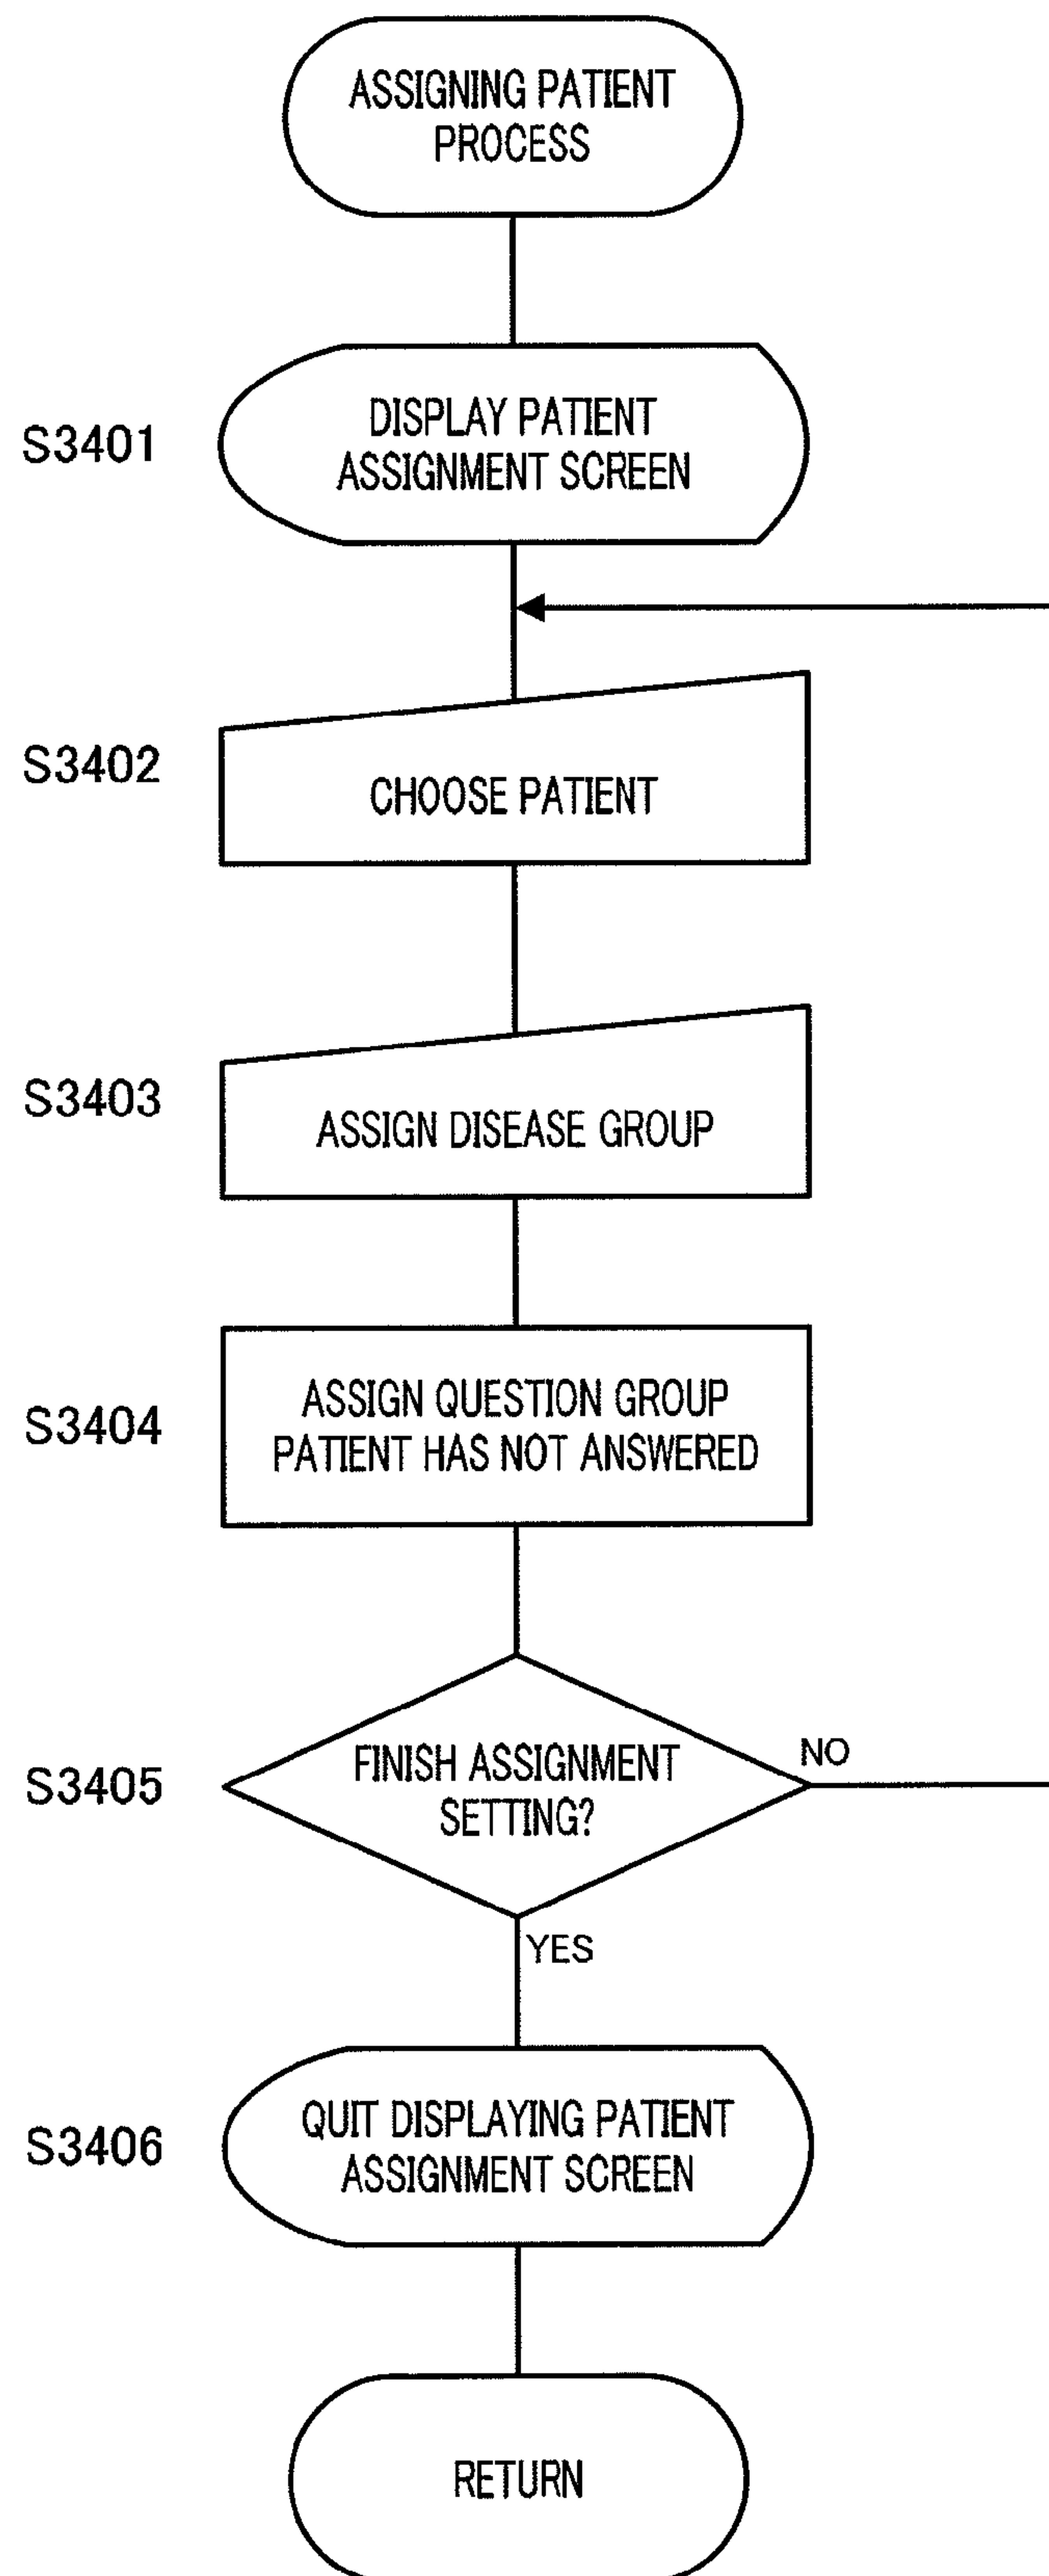 ASSIGNING PATIENT
PROCESS
S3401
DISPLAY PATIENT
ASSIGNMENT SCREEN
S3402
CHOOSE PATIENT
S3403
ASSIGN DISEASE GROUP
S3404
ASSIGN QUESTION GROUP
PATIENT HAS NOT ANSWERED
S3405
FINISH ASSIGNMENT
SETTING?
NO
YES
S3406
QUIT DISPLAYING PATIENT
ASSIGNMENT SCREEN
RETURN